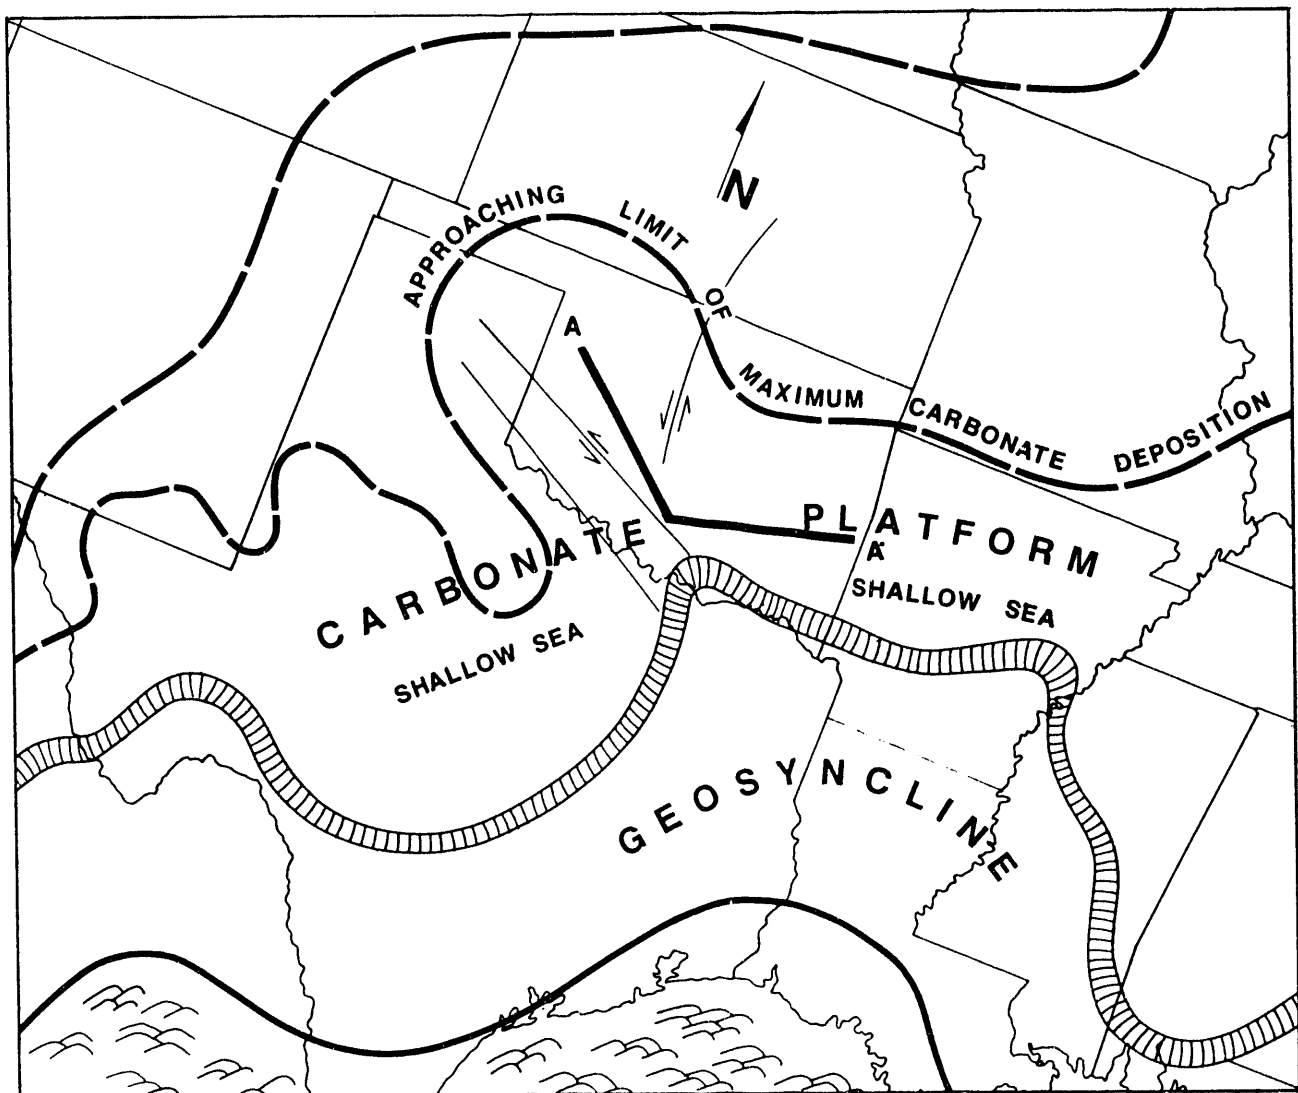 N
APPROACHING LIMIT OF MAXIMUM CARBONATE DEPOSITION
A
A'
CARBONATE PLATFORM
SHALLOW SEA
SHALLOW SEA
GEOSYNCLINE